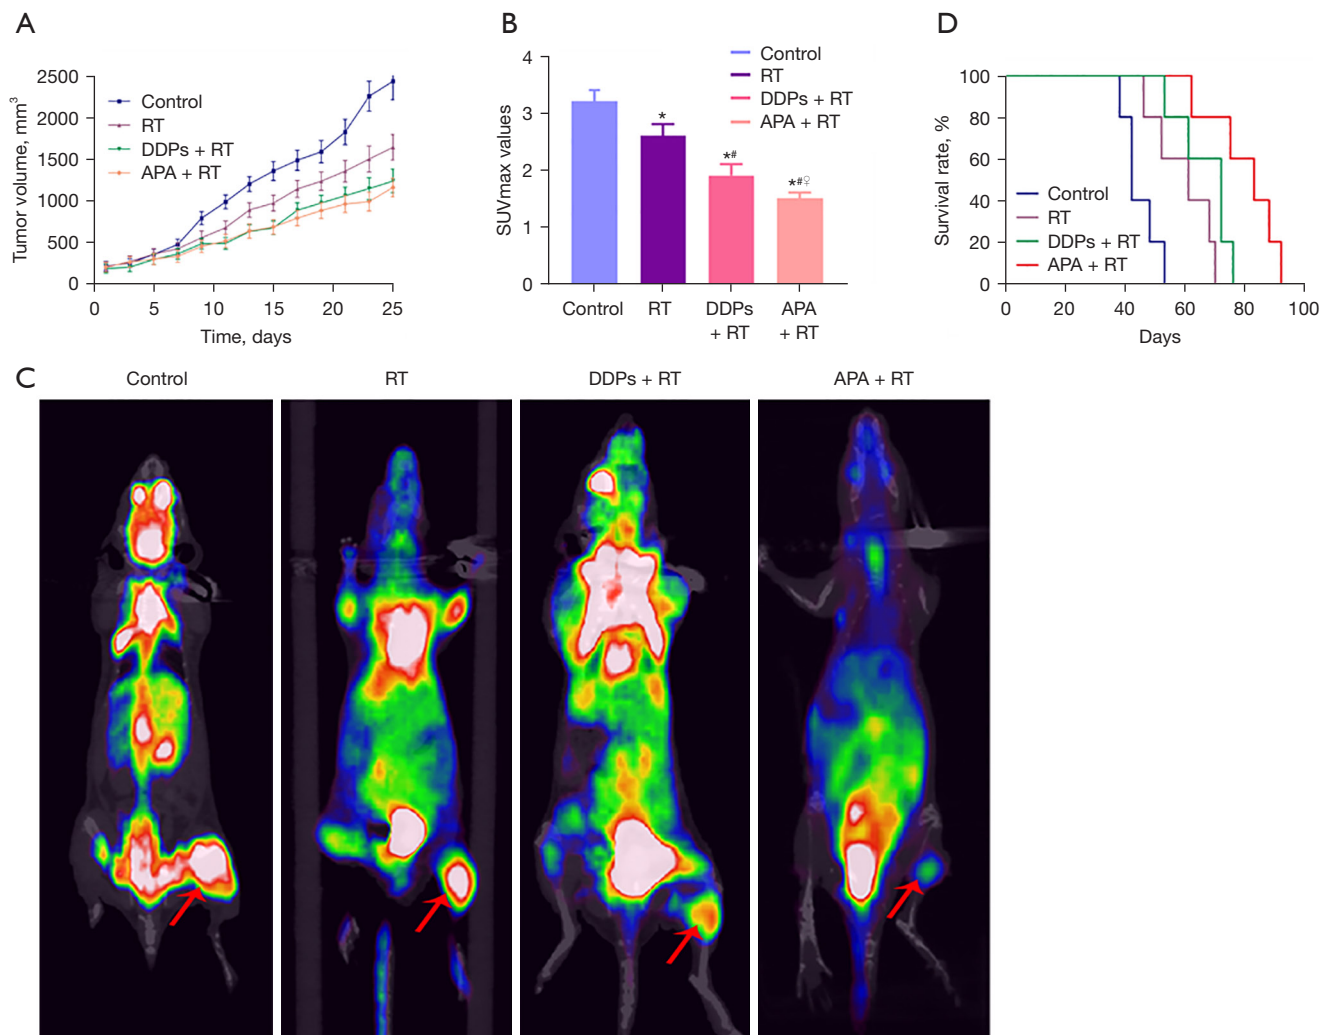 A
Tumor volume, mm³
2500
2000
1500
1000
500
0
Control
RT
DDPs + RT
APA + RT
0 5 10 15 20 25
Time, days
B
SUVmax values
4
3
2
1
0
Control
RT
DDPs + RT
APA + RT
*
*#
*#♀
Control RT DDPs APA
+ RT + RT
D
Survival rate, %
100
80
60
40
20
0
Control
RT
DDPs + RT
APA + RT
0 20 40 60 80 100
Days
C
Control RT DDPs + RT APA + RT